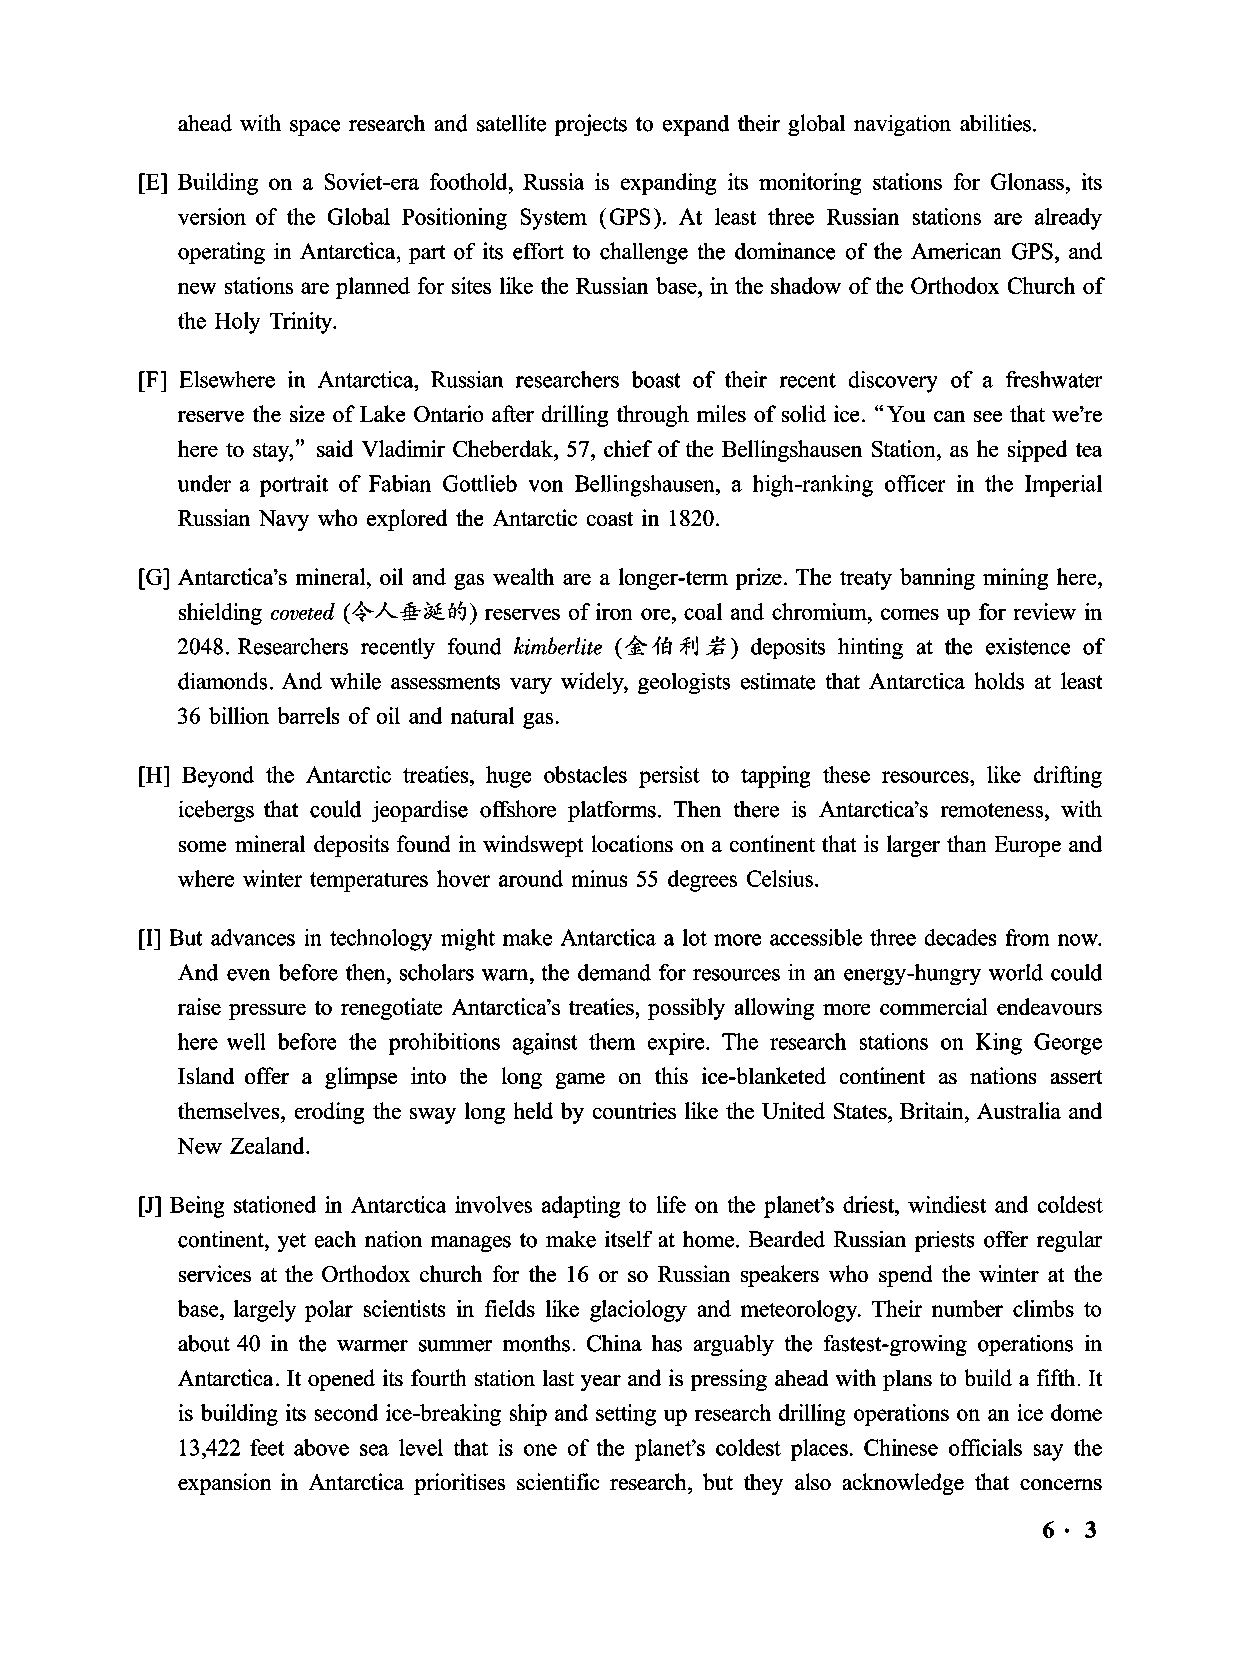 ahead with space research and satellite projects to expand their global navigation abilities.
[E] Building on a Soviet-era foothold, Russia is expanding its monitoring stations for Glonass, its
version of the Global Positioning System (GPS). At least three Russian stations are already
operating in Antarctica, part of its effort to challenge the dominance of the American GPS, and
new stations are planned for sites like the Russian base, in the shadow of the Orthodox Church of
the Holy Trinity.
[F] Elsewhere in Antarctica, Russian researchers boast of their recent discovery of a freshwater
reserve the size of Lake Ontario after drilling through miles of solid ice. “You can see that we’re
here to stay,” said Vladimir Cheberdak, 57, chief of the Bellingshausen Station, as he sipped tea
under a portrait of Fabian Gottlieb von Bellingshausen, a high-ranking officer in the Imperial
Russian Navy who explored the Antarctic coast in 1820.
[G] Antarctica’s mineral, oil and gas wealth are a longer-term prize. The treaty banning mining here,
shielding coveted (令人垂涎的) reserves of iron ore, coal and chromium, comes up for review in
2048. Researchers recently found kimberlite (金伯利岩) deposits hinting at the existence of
diamonds. And while assessments vary widely, geologists estimate that Antarctica holds at least
36 billion barrels of oil and natural gas.
[H] Beyond the Antarctic treaties, huge obstacles persist to tapping these resources, like drifting
icebergs that could jeopardise offshore platforms. Then there is Antarctica’s remoteness, with
some mineral deposits found in windswept locations on a continent that is larger than Europe and
where winter temperatures hover around minus 55 degrees Celsius.
[I] But advances in technology might make Antarctica a lot more accessible three decades from now.
And even before then, scholars warn, the demand for resources in an energy-hungry world could
raise pressure to renegotiate Antarctica’s treaties, possibly allowing more commercial endeavours
here well before the prohibitions against them expire. The research stations on King George
Island offer a glimpse into the long game on this ice-blanketed continent as nations assert
themselves, eroding the sway long held by countries like the United States, Britain, Australia and
New Zealand.
[J] Being stationed in Antarctica involves adapting to life on the planet’s driest, windiest and coldest
continent, yet each nation manages to make itself at home. Bearded Russian priests offer regular
services at the Orthodox church for the 16 or so Russian speakers who spend the winter at the
base, largely polar scientists in fields like glaciology and meteorology. Their number climbs to
about 40 in the warmer summer months. China has arguably the fastest-growing operations in
Antarctica. It opened its fourth station last year and is pressing ahead with plans to build a fifth. It
is building its second ice-breaking ship and setting up research drilling operations on an ice dome
13,422 feet above sea level that is one of the planet’s coldest places. Chinese officials say the
expansion in Antarctica prioritises scientific research, but they also acknowledge that concerns
6 · 3